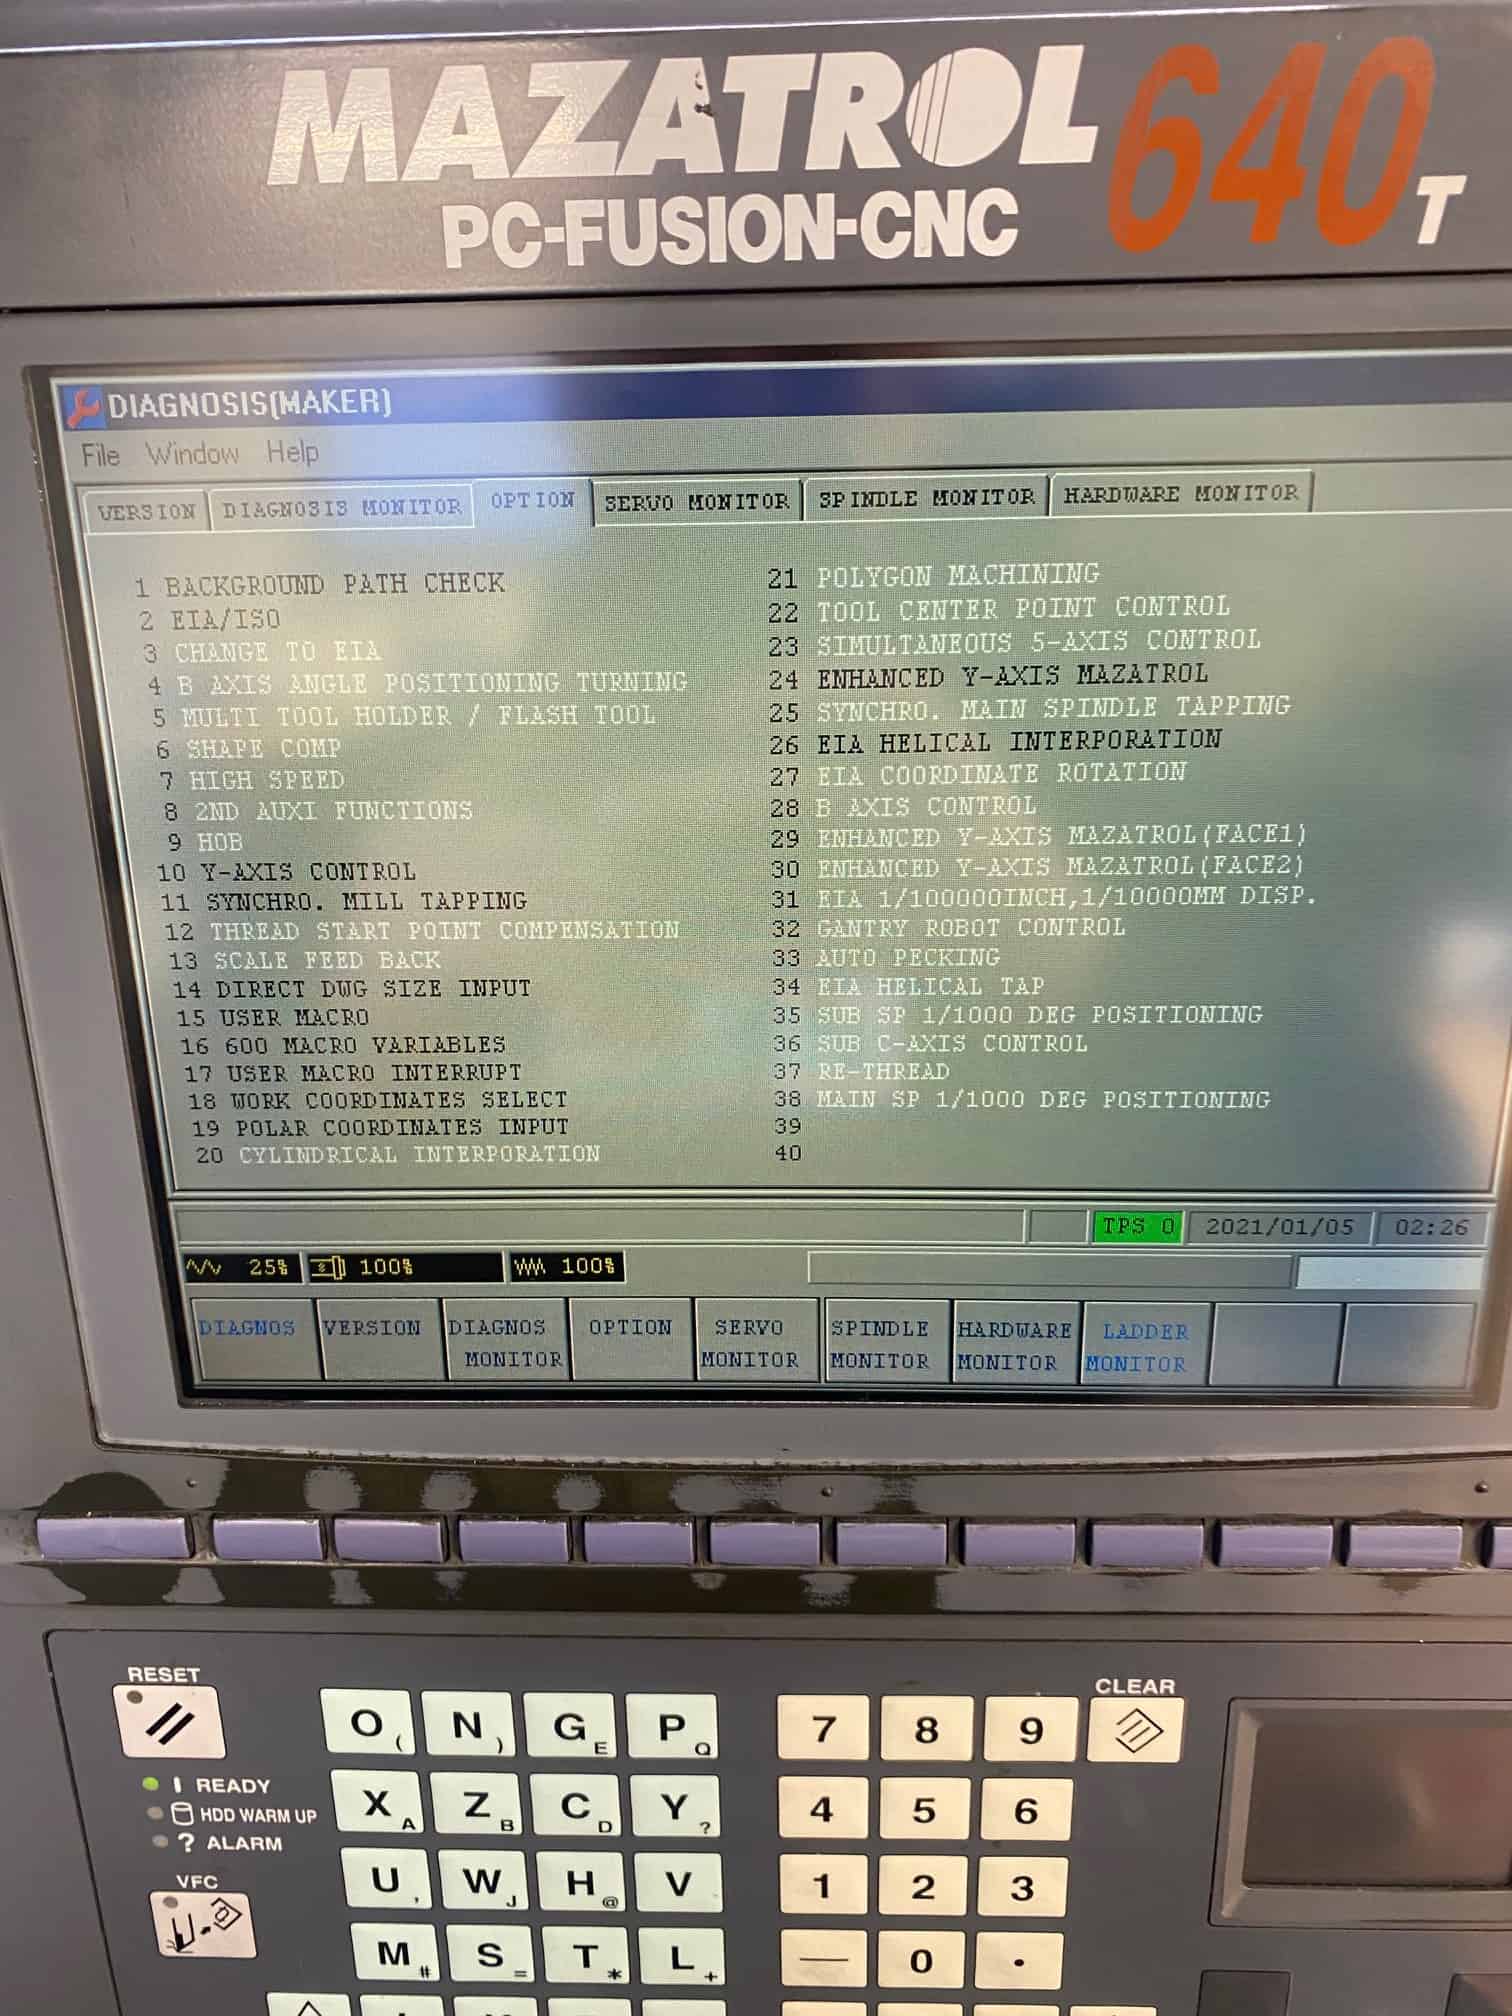 MAZATROL 640T
PC-FUSION-CNC
DIAGNOSIS(MAKER)
File Window Help
VERSION DIAGNOSIS MONITOR OPTION SERVO MONITOR SPINDLE MONITOR HARDWARE MONITOR
1 BACKGROUND PATH CHECK
2 EIA/ISO
3 CHANGE TO EIA
4 B AXIS ANGLE POSITIONING TURNING
5 MULTI TOOL HOLDER / FLASH TOOL
6 SHAPE COMP
7 HIGH SPEED
8 2ND AUXI FUNCTIONS
9 HOB
10 Y-AXIS CONTROL
11 SYNCHRO. MILL TAPPING
12 THREAD START POINT COMPENSATION
13 SCALE FEED BACK
14 DIRECT DWG SIZE INPUT
15 USER MACRO
16 600 MACRO VARIABLES
17 USER MACRO INTERRUPT
18 WORK COORDINATES SELECT
19 POLAR COORDINATES INPUT
20 CYLINDRICAL INTERPORATION
21 POLYGON MACHINING
22 TOOL CENTER POINT CONTROL
23 SIMULTANEOUS 5-AXIS CONTROL
24 ENHANCED Y-AXIS MAZATROL
25 SYNCHRO. MAIN SPINDLE TAPPING
26 EIA HELICAL INTERPORATION
27 EIA COORDINATE ROTATION
28 B AXIS CONTROL
29 ENHANCED Y-AXIS MAZATROL(FACE1)
30 ENHANCED Y-AXIS MAZATROL(FACE2)
31 EIA 1/100000INCH,1/10000MM DISP.
32 GANTRY ROBOT CONTROL
33 AUTO PECKING
34 EIA HELICAL TAP
35 SUB SP 1/1000 DEG POSITIONING
36 SUB C-AXIS CONTROL
37 RE-THREAD
38 MAIN SP 1/1000 DEG POSITIONING
39
40
TPS 0 2021/01/05 02:26
25% 100% 100%
DIAGNOS VERSION DIAGNOS MONITOR OPTION SERVO MONITOR SPINDLE MONITOR HARDWARE MONITOR LADDER MONITOR
RESET
CLEAR
O ( N ) G E P Q 7 8 9
READY
HDD WARM UP
? ALARM
X A Z B C D Y ? 4 5 6
VFC
U , W J H @ V 1 2 3
M # S = T * L + — 0 .